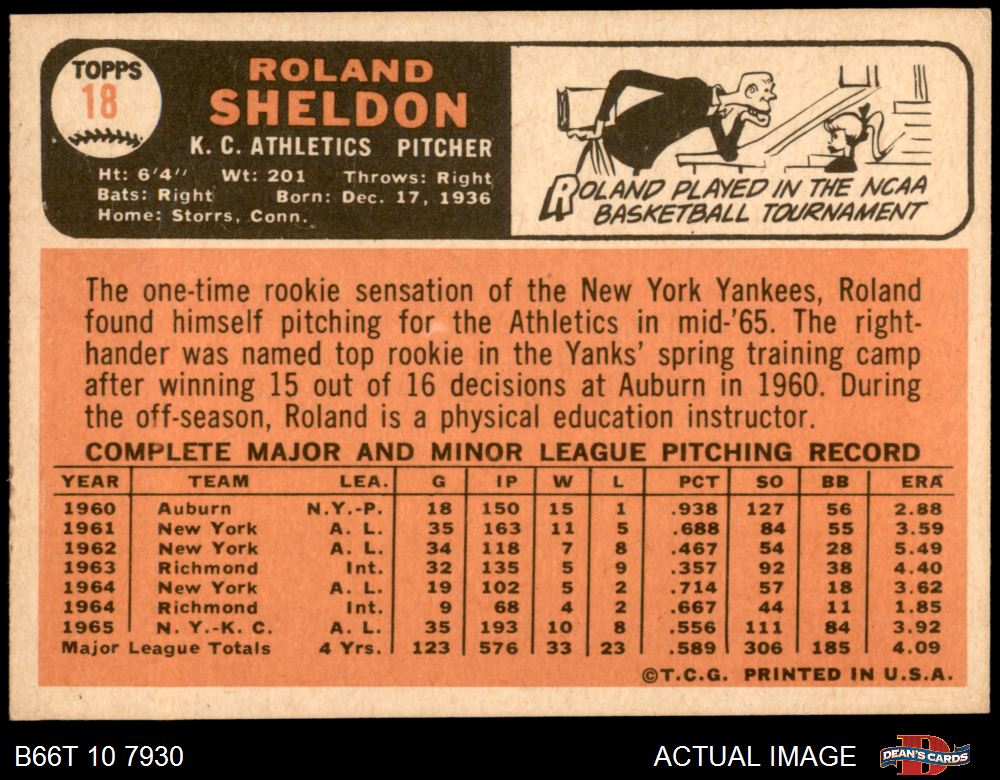 TOPPS
18
ROLAND
SHELDON
K. C. ATHLETICS PITCHER
Ht: 6'4" Wt: 201 Throws: Right
Bats: Right Born: Dec. 17, 1936
Home: Storrs, Conn.
ROLAND PLAYED IN THE NCAA
BASKETBALL TOURNAMENT
The one-time rookie sensation of the New York Yankees, Roland
found himself pitching for the Athletics in mid-'65. The right-
hander was named top rookie in the Yanks' spring training camp
after winning 15 out of 16 decisions at Auburn in 1960. During
the off-season, Roland is a physical education instructor.
COMPLETE MAJOR AND MINOR LEAGUE PITCHING RECORD
YEAR TEAM LEA. G IP W L PCT SO BB ERA
1960 Auburn N.Y.-P. 18 150 15 1 .938 127 56 2.88
1961 New York A. L. 35 163 11 5 .688 84 55 3.59
1962 New York A. L. 34 118 7 8 .467 54 28 5.49
1963 Richmond Int. 32 135 5 9 .357 92 38 4.40
1964 New York A. L. 19 102 5 2 .714 57 18 3.62
1964 Richmond Int. 9 68 4 2 .667 44 11 1.85
1965 N. Y.-K. C. A. L. 35 193 10 8 .556 111 84 3.92
Major League Totals 4 Yrs. 123 576 33 23 .589 306 185 4.09
©T.C.G. PRINTED IN U.S.A.
B66T 10 7930
ACTUAL IMAGE
DEAN'S CARDS